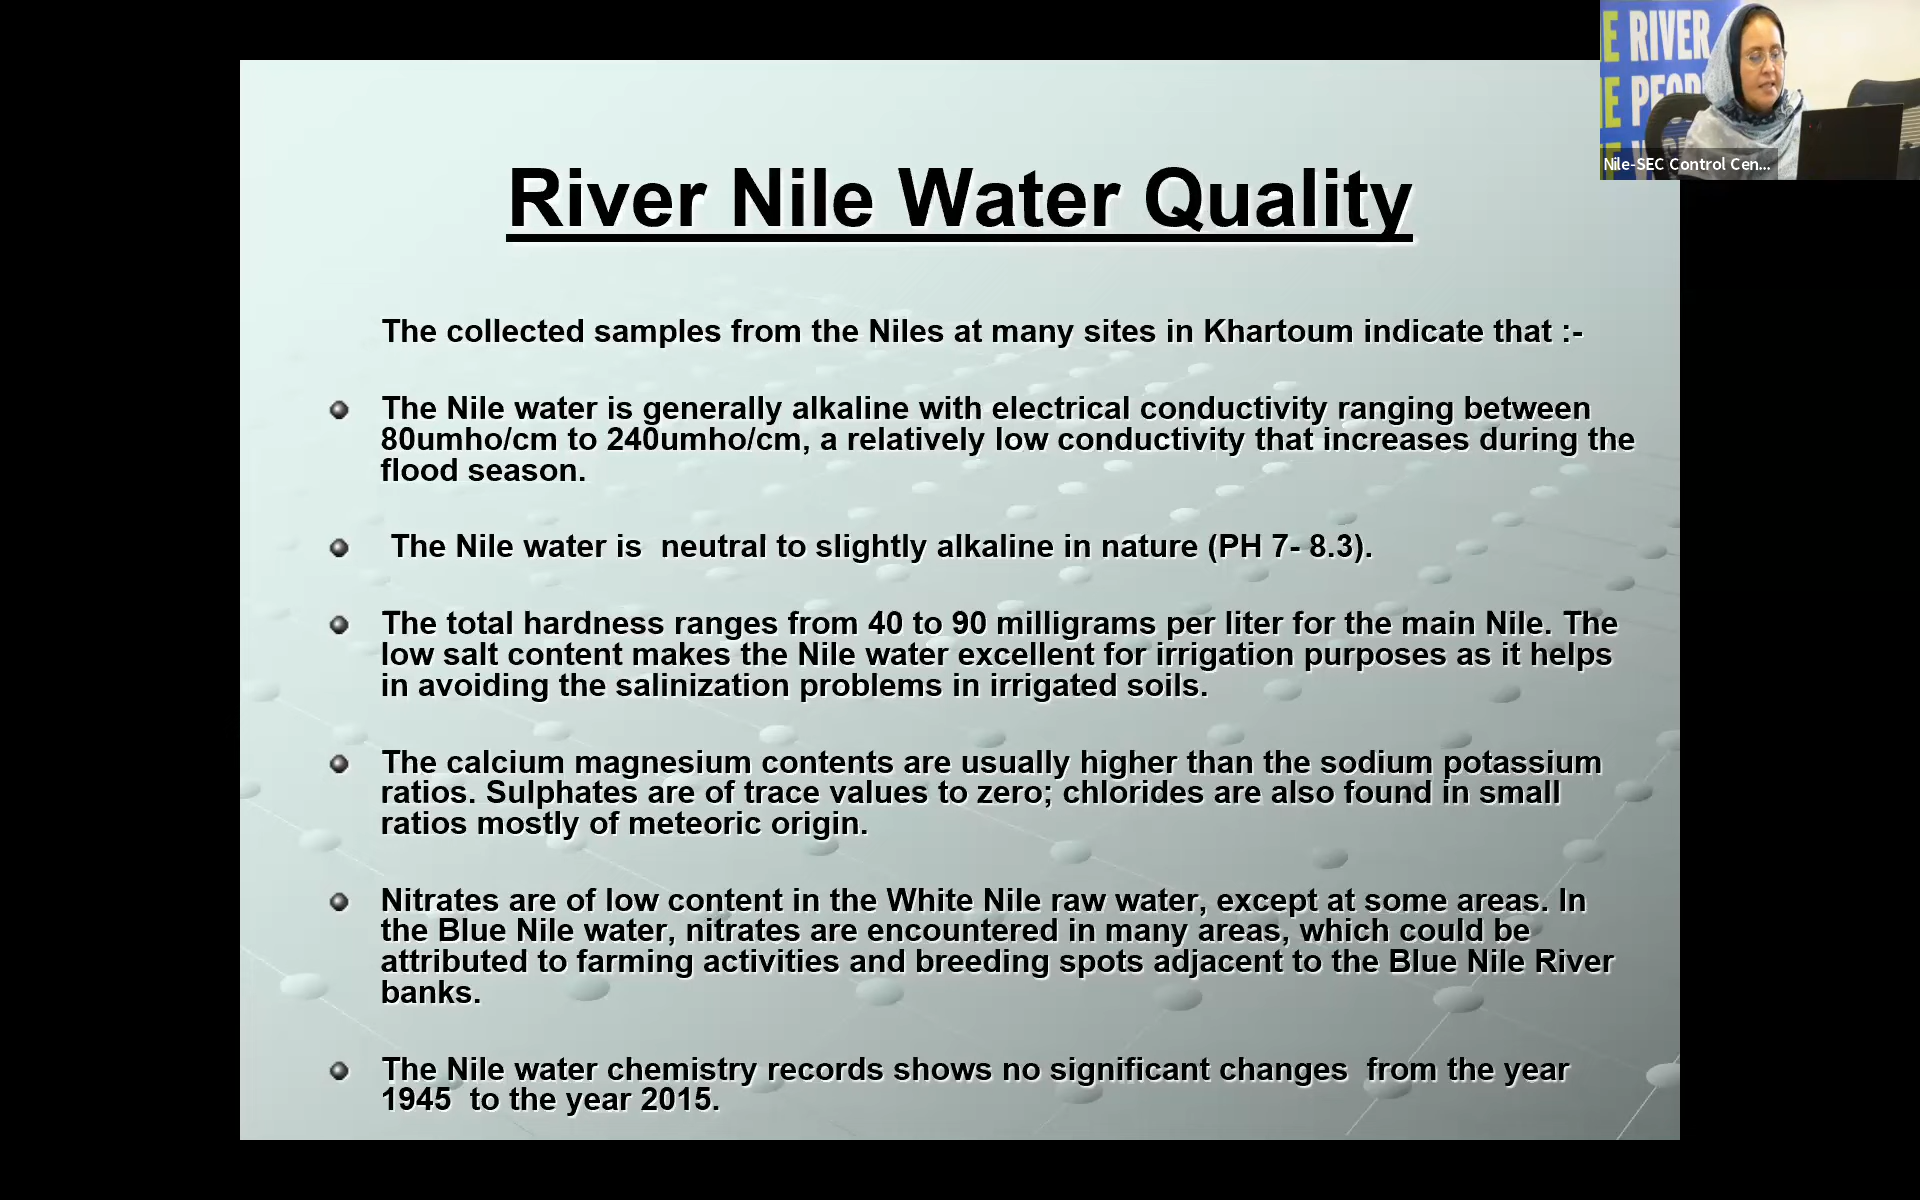 River Nile Water Quality
The collected samples from the Niles at many sites in Khartoum indicate that :-
The Nile water is generally alkaline with electrical conductivity ranging between
80umho/cm to 240umho/cm, a relatively low conductivity that increases during the
flood season.
The Nile water is neutral to slightly alkaline in nature (PH 7- 8.3).
The total hardness ranges from 40 to 90 milligrams per liter for the main Nile. The
low salt content makes the Nile water excellent for irrigation purposes as it helps
in avoiding the salinization problems in irrigated soils.
The calcium magnesium contents are usually higher than the sodium potassium
ratios. Sulphates are of trace values to zero; chlorides are also found in small
ratios mostly of meteoric origin.
Nitrates are of low content in the White Nile raw water, except at some areas. In
the Blue Nile water, nitrates are encountered in many areas, which could be
attributed to farming activities and breeding spots adjacent to the Blue Nile River
banks.
The Nile water chemistry records shows no significant changes from the year
1945 to the year 2015.
E RIVER
Nile-SEC Control Cen...